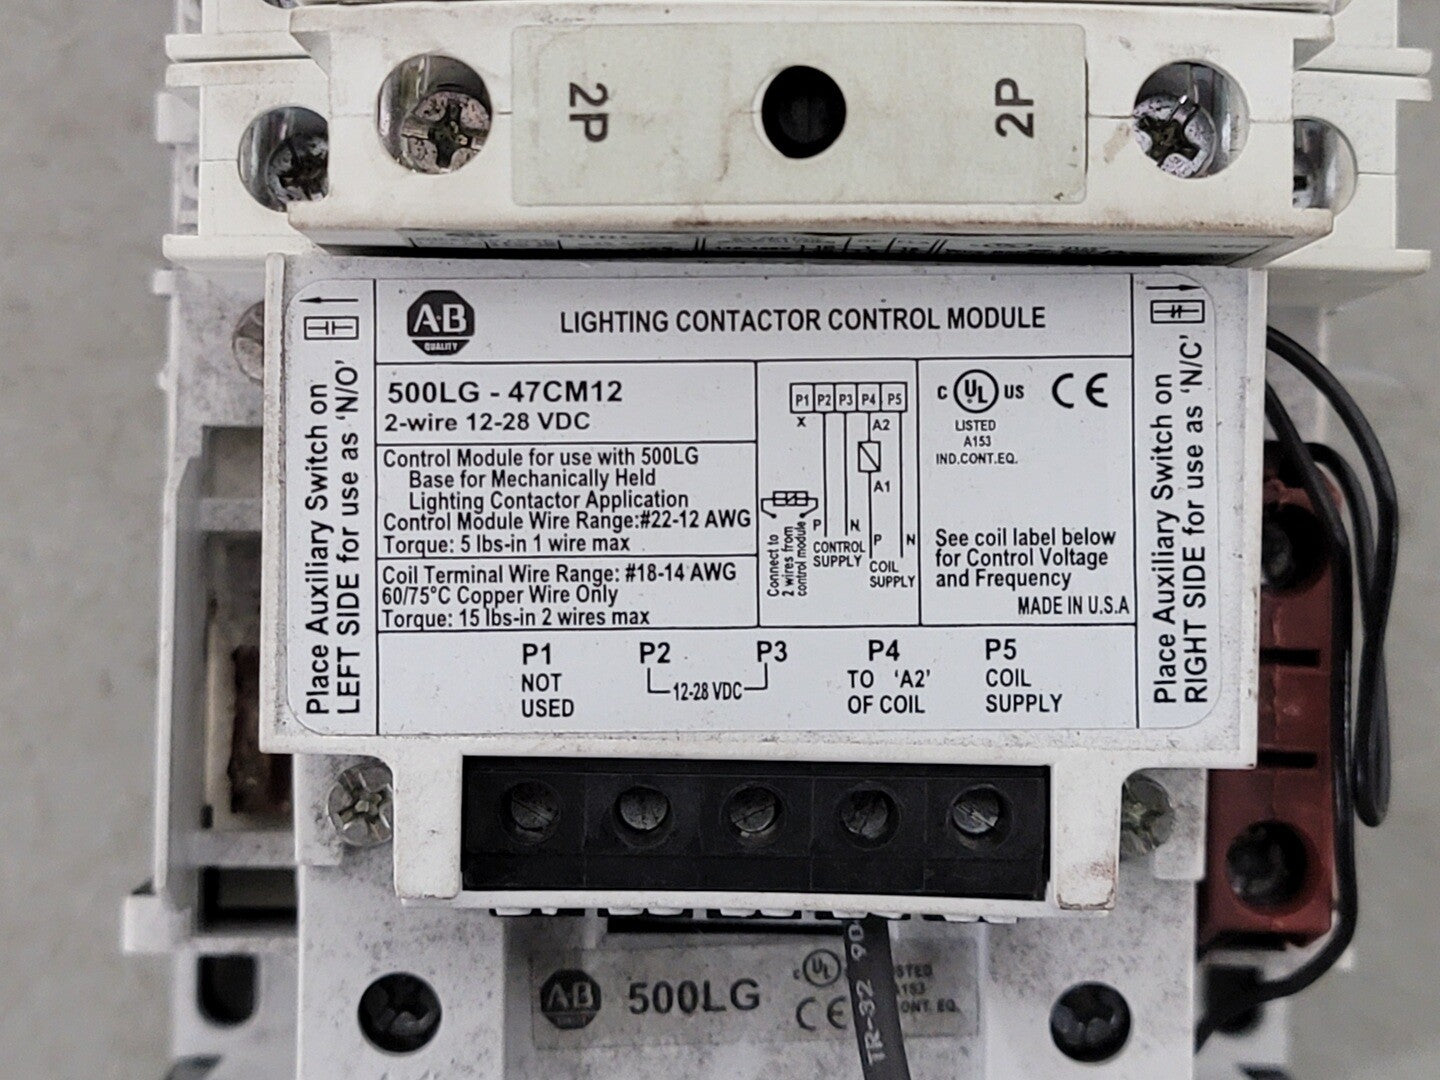 2P
2P
A-B
QUALITY
LIGHTING CONTACTOR CONTROL MODULE
Place Auxiliary Switch on
LEFT SIDE for use as 'N/O'
500LG - 47CM12
2-wire 12-28 VDC
Control Module for use with 500LG
Base for Mechanically Held
Lighting Contactor Application
Control Module Wire Range:#22-12 AWG
Torque: 5 lbs-in 1 wire max
Coil Terminal Wire Range: #18-14 AWG
60/75°C Copper Wire Only
Torque: 15 lbs-in 2 wires max
P1 P2 P3 P4 P5
X
A2
A1
P N
P N
CONTROL
SUPPLY
COIL
SUPPLY
Connect to
2 wires from
control module
C UL US
LISTED
A153
IND.CONT.EQ.
CE
See coil label below
for Control Voltage
and Frequency
MADE IN U.S.A
Place Auxiliary Switch on
RIGHT SIDE for use as 'N/C'
P1 P2 P3 P4 P5
NOT
USED
12-28 VDC
TO 'A2'
OF COIL
COIL
SUPPLY
A-B
500LG
C UL
CE
TR-32 90